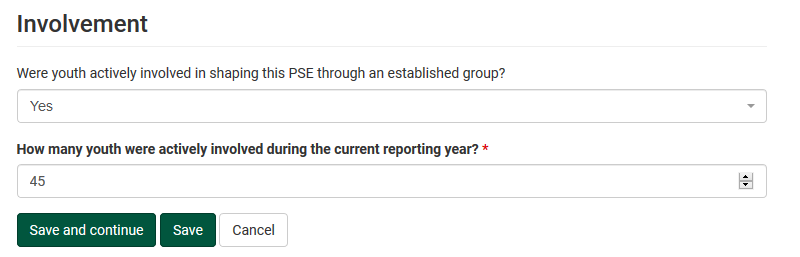 Involvement
Were youth actively involved in shaping this PSE through an established group?
Yes
How many youth were actively involved during the current reporting year? *
45
Save and continue Save Cancel